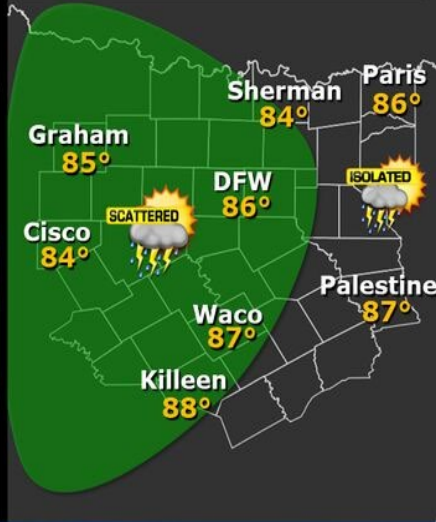 Paris
86°
Sherman
84°
Graham
85°
ISOLATED
DFW
86°
SCATTERED
Cisco
84°
Palestine
87°
Waco
87°
Killeen
88°